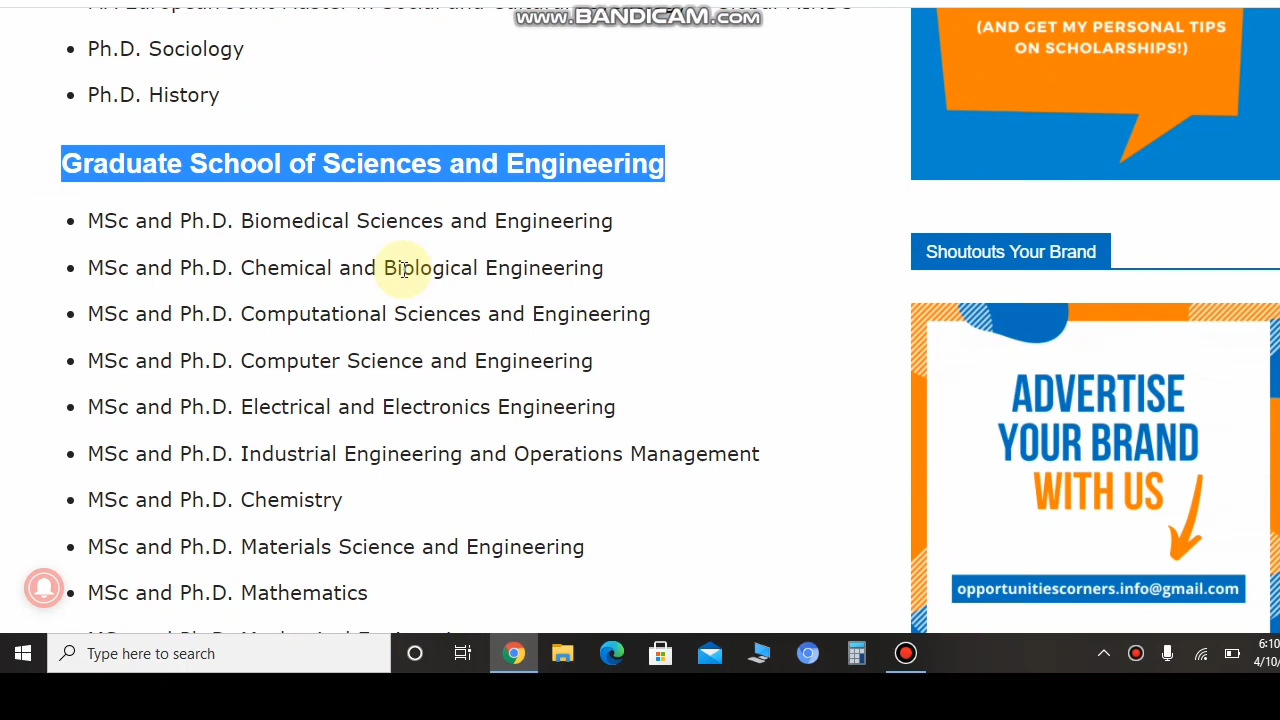 www.BANDICAM.com
Ph.D. Sociology
Ph.D. History
Graduate School of Sciences and Engineering
MSc and Ph.D. Biomedical Sciences and Engineering
MSc and Ph.D. Chemical and Biological Engineering
MSc and Ph.D. Computational Sciences and Engineering
MSc and Ph.D. Computer Science and Engineering
MSc and Ph.D. Electrical and Electronics Engineering
MSc and Ph.D. Industrial Engineering and Operations Management
MSc and Ph.D. Chemistry
MSc and Ph.D. Materials Science and Engineering
MSc and Ph.D. Mathematics
(AND GET MY PERSONAL TIPS
ON SCHOLARSHIPS!)
Shoutouts Your Brand
ADVERTISE
YOUR BRAND
WITH US
opportunitiescorners.info@gmail.com
Type here to search
6:10
4/10/